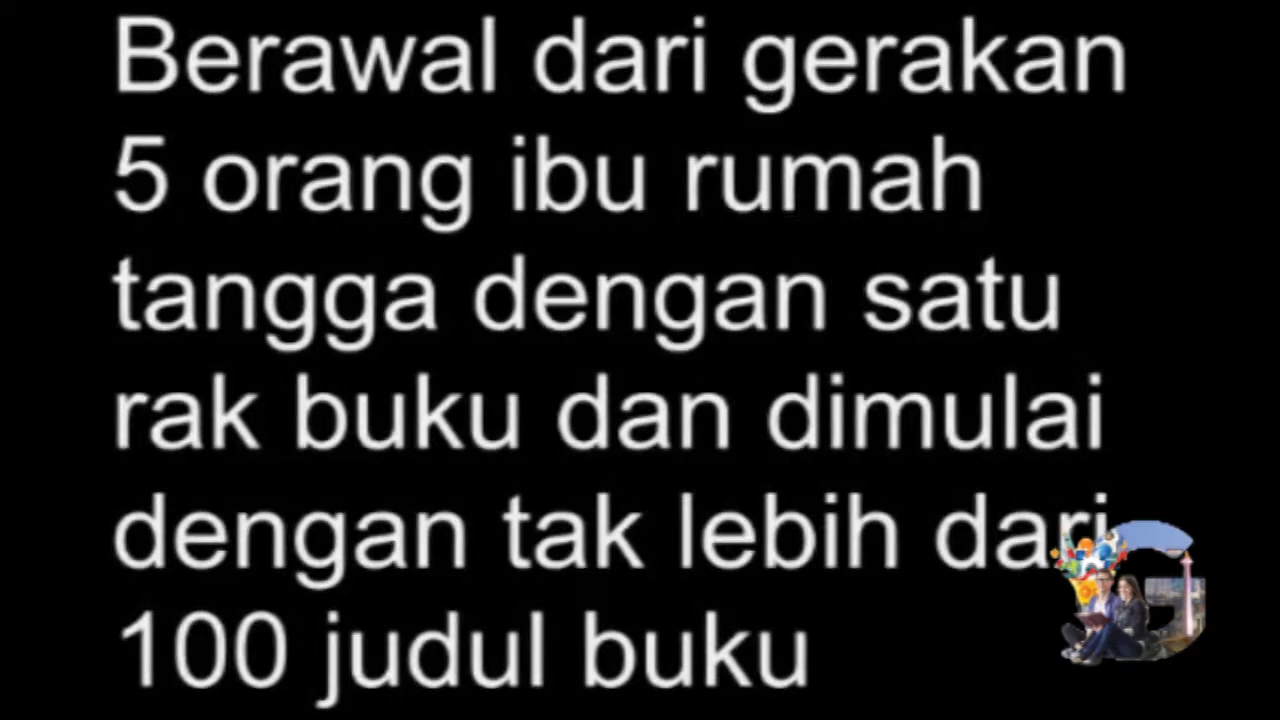 Berawal dari gerakan
5 orang ibu rumah
tangga dengan satu
rak buku dan dimulai
dengan tak lebih dari
100 judul buku